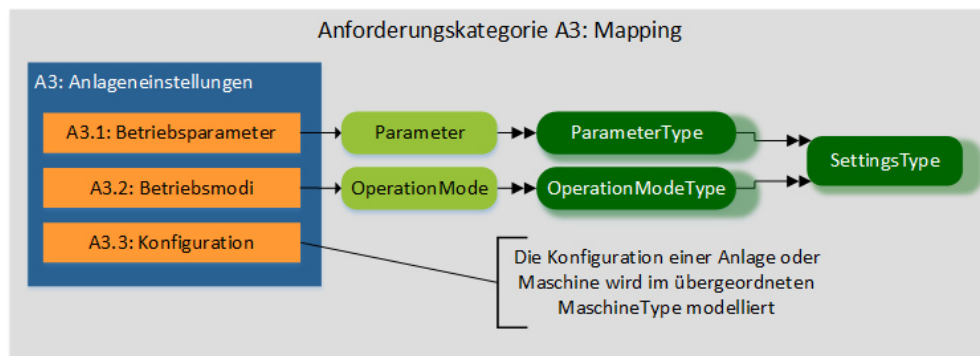 Anforderungskategorie A3: Mapping
A3: Anlageneinstellungen
A3.1: Betriebsparameter
Parameter
ParameterType
SettingsType
A3.2: Betriebsmodi
OperationMode
OperationModeType
A3.3: Konfiguration
Die Konfiguration einer Anlage oder
Maschine wird im übergeordneten
MaschineType modelliert